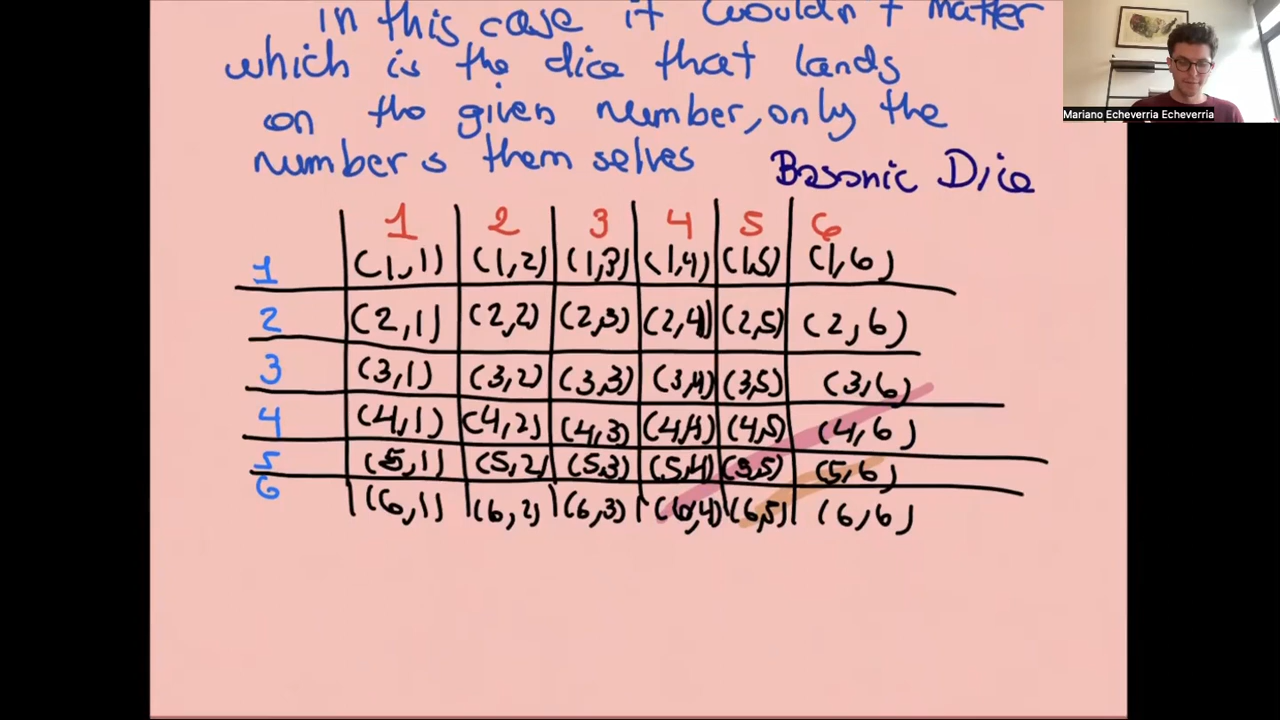 in this case it wouldn't matter
which is the dice that lands
on the given number, only the
numbers them selves
Bosonic Dice
Mariano Echeverria Echeverria
1 2 3 4 5 6
1 (1,1) (1,2) (1,3) (1,4) (1,5) (1,6)
2 (2,1) (2,2) (2,3) (2,4) (2,5) (2,6)
3 (3,1) (3,2) (3,3) (3,4) (3,5) (3,6)
4 (4,1) (4,2) (4,3) (4,4) (4,5) (4,6)
5 (5,1) (5,2) (5,3) (5,4) (5,5) (5,6)
6 (6,1) (6,2) (6,3) (6,4) (6,5) (6,6)